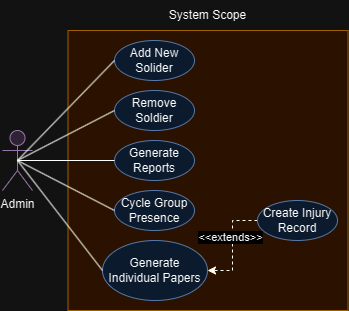 System Scope
Add New
Solider
Remove
Soldier
Generate
Reports
Admin
Cycle Group
Presence
Create Injury
Record
<<extends>>
Generate
Individual Papers